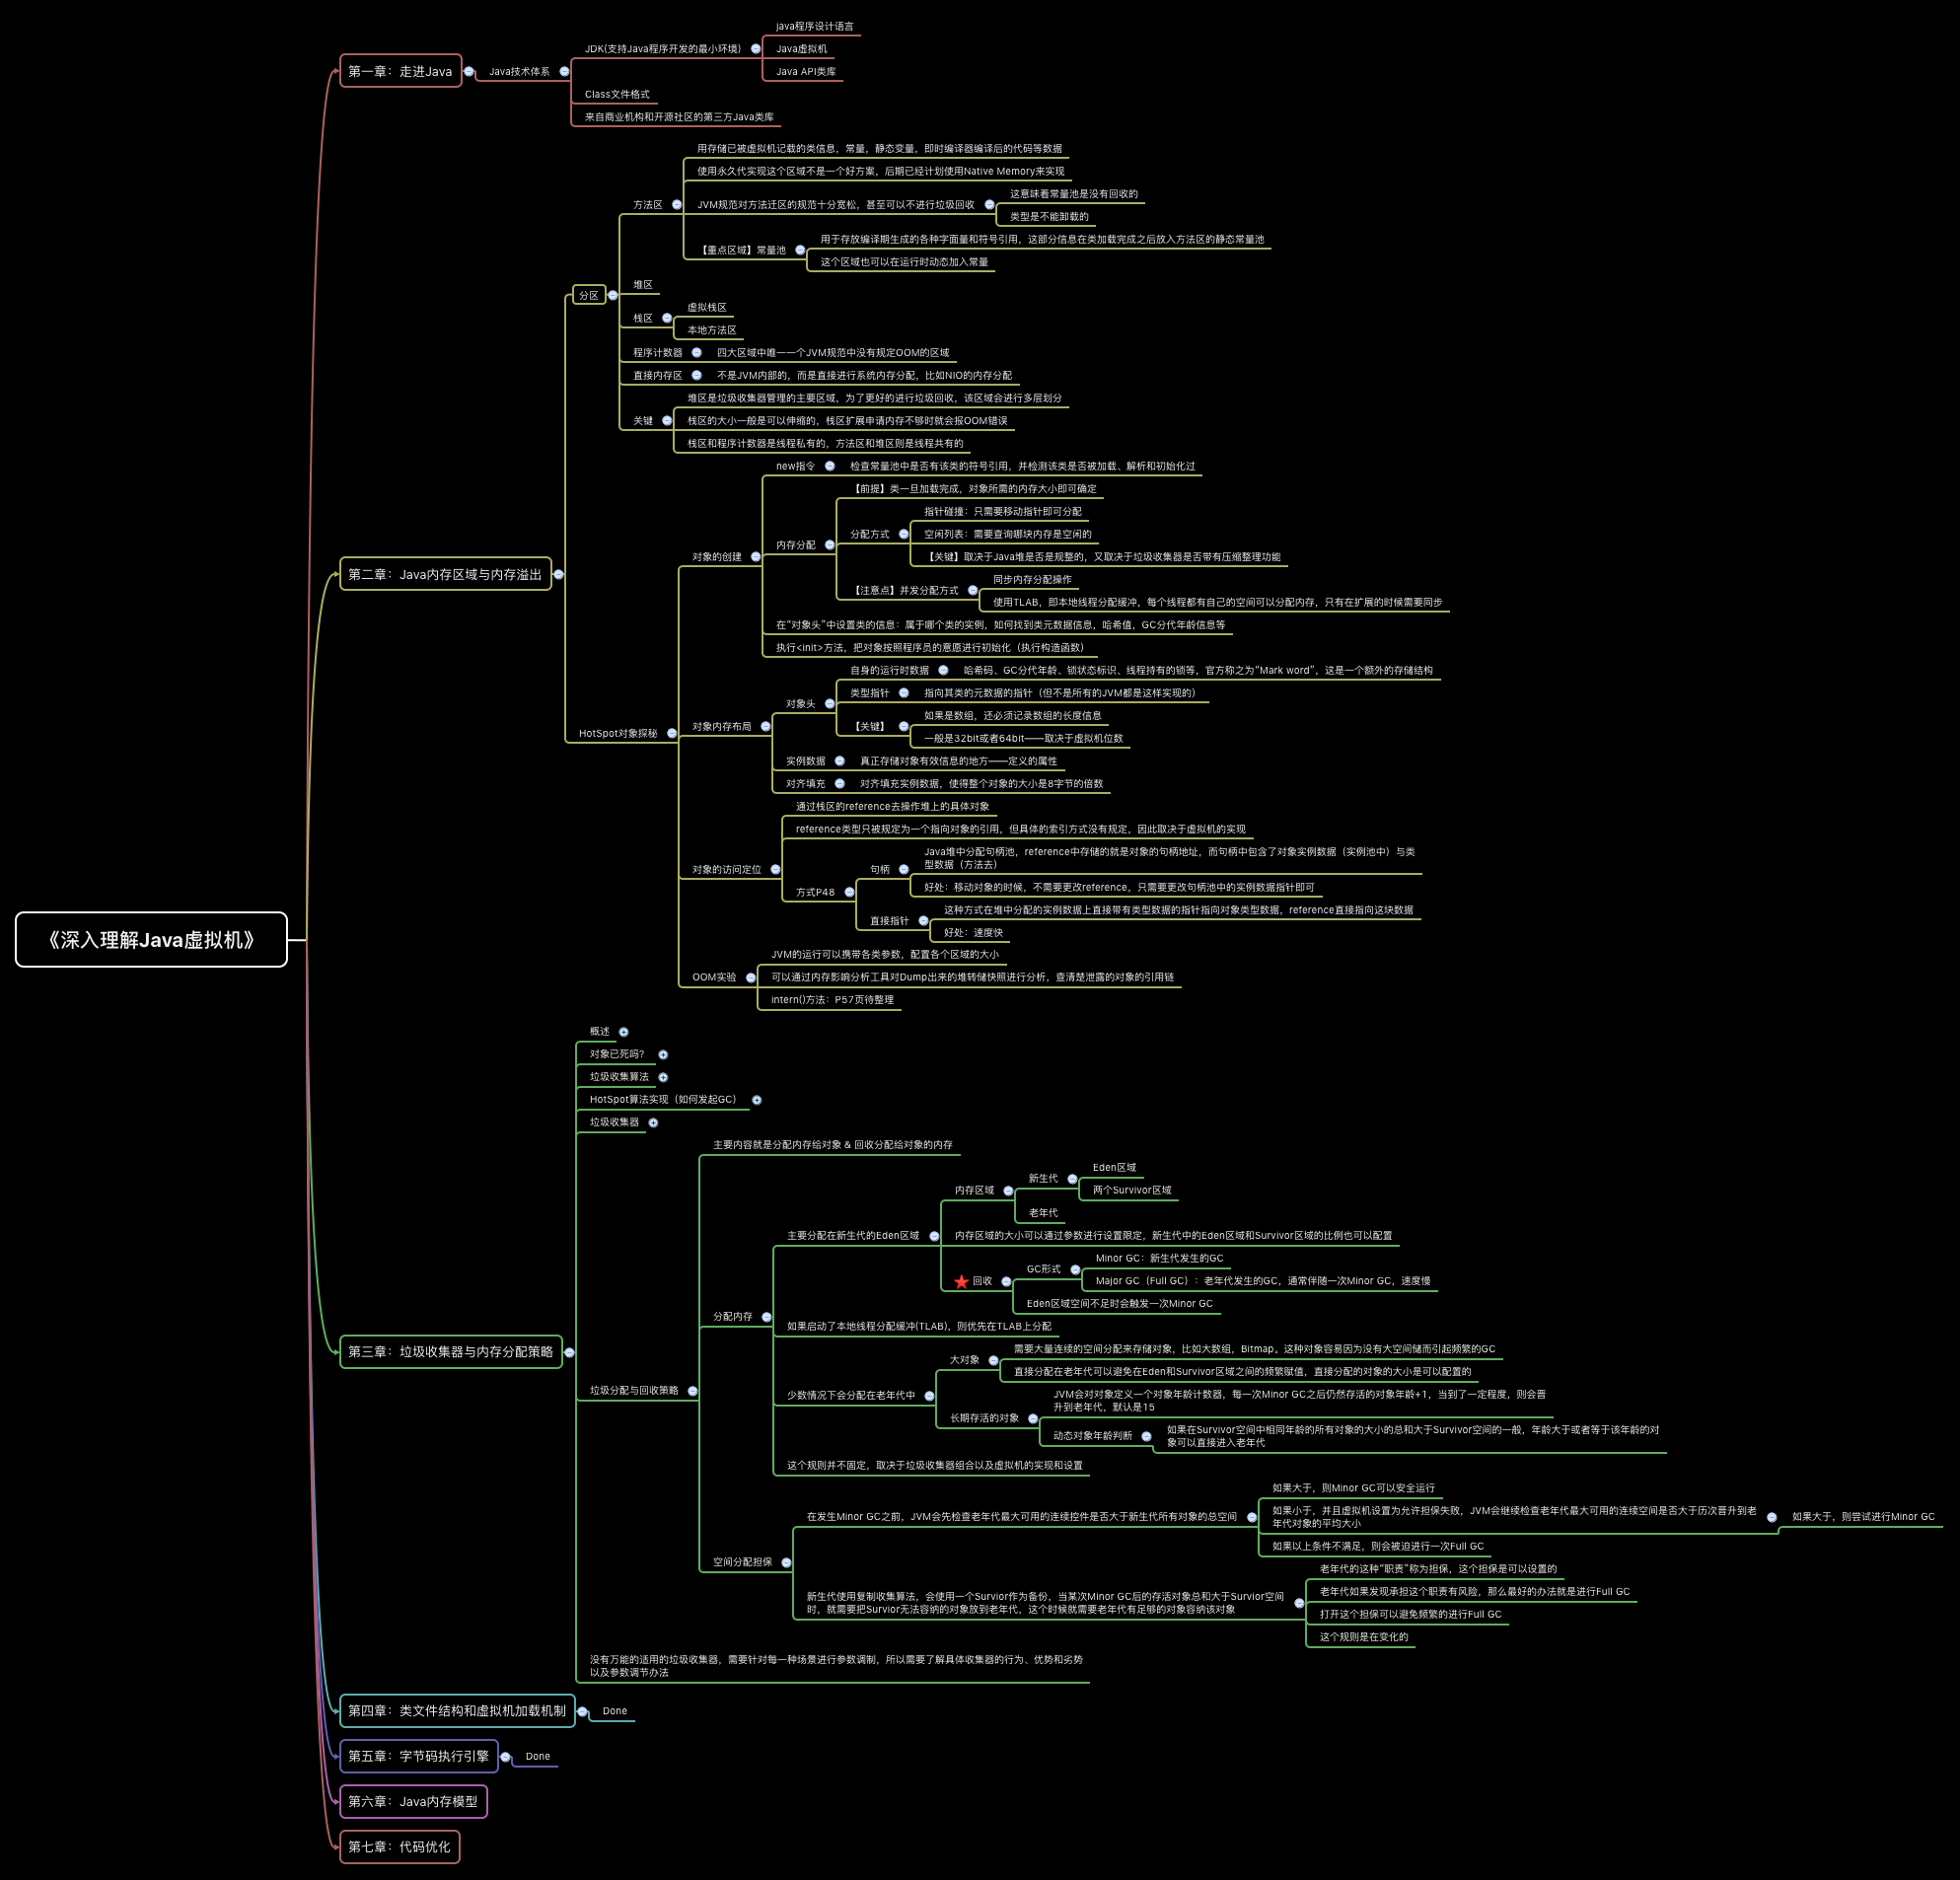 《深入理解Java虚拟机》
第一章：走进Java
Java技术体系
JDK(支持Java程序开发的最小环境)
java程序设计语言
Java虚拟机
Java API类库
Class文件格式
来自商业机构和开源社区的第三方Java类库
第二章：Java内存区域与内存溢出
分区
方法区
用存储已被虚拟机记载的类信息，常量，静态变量，即时编译器编译后的代码等数据
使用永久代实现这个区域不是一个好方案，后期已经计划使用Native Memory来实现
JVM规范对方法迁区的规范十分宽松，甚至可以不进行垃圾回收
这意味着常量池是没有回收的
类型是不能卸载的
【重点区域】常量池
用于存放编译期生成的各种字面量和符号引用，这部分信息在类加载完成之后放入方法区的静态常量池
这个区域也可以在运行时动态加入常量
堆区
栈区
虚拟栈区
本地方法区
程序计数器
四大区域中唯一一个JVM规范中没有规定OOM的区域
直接内存区
不是JVM内部的，而是直接进行系统内存分配，比如NIO的内存分配
关键
堆区是垃圾收集器管理的主要区域，为了更好的进行垃圾回收，该区域会进行多层划分
栈区的大小一般是可以伸缩的，栈区扩展申请内存不够时就会报OOM错误
栈区和程序计数器是线程私有的，方法区和堆区则是线程共有的
HotSpot对象探秘
对象的创建
new指令
检查常量池中是否有该类的符号引用，并检测该类是否被加载、解析和初始化过
内存分配
【前提】类一旦加载完成，对象所需的内存大小即可确定
分配方式
指针碰撞：只需要移动指针即可分配
空闲列表：需要查询哪块内存是空闲的
【关键】取决于Java堆是否是规整的，又取决于垃圾收集器是否带有压缩整理功能
【注意点】并发分配方式
同步内存分配操作
使用TLAB，即本地线程分配缓冲，每个线程都有自己的空间可以分配内存，只有在扩展的时候需要同步
在“对象头”中设置类的信息：属于哪个类的实例，如何找到类元数据信息，哈希值，GC分代年龄信息等
执行<init>方法，把对象按照程序员的意愿进行初始化（执行构造函数）
对象内存布局
对象头
自身的运行时数据
哈希码、GC分代年龄、锁状态标识、线程持有的锁等，官方称之为“Mark word”，这是一个额外的存储结构
类型指针
指向其类的元数据的指针（但不是所有的JVM都是这样实现的）
【关键】
如果是数组，还必须记录数组的长度信息
一般是32bit或者64bit——取决于虚拟机位数
实例数据
真正存储对象有效信息的地方——定义的属性
对齐填充
对齐填充实例数据，使得整个对象的大小是8字节的倍数
对象的访问定位
通过栈区的reference去操作堆上的具体对象
reference类型只被规定为一个指向对象的引用，但具体的索引方式没有规定，因此取决于虚拟机的实现
方式P48
句柄
Java堆中分配句柄池，reference中存储的就是对象的句柄地址，而句柄中包含了对象实例数据（实例池中）与类
型数据（方法去）
好处：移动对象的时候，不需要更改reference，只需要更改句柄池中的实例数据指针即可
直接指针
这种方式在堆中分配的实例数据上直接带有类型数据的指针指向对象类型数据，reference直接指向这块数据
好处：速度快
OOM实验
JVM的运行可以携带各类参数，配置各个区域的大小
可以通过内存影响分析工具对Dump出来的堆转储快照进行分析，查清楚泄露的对象的引用链
intern()方法：P57页待整理
第三章：垃圾收集器与内存分配策略
概述
对象已死吗？
垃圾收集算法
HotSpot算法实现（如何发起GC）
垃圾收集器
垃圾分配与回收策略
主要内容就是分配内存给对象 & 回收分配给对象的内存
分配内存
主要分配在新生代的Eden区域
内存区域
新生代
Eden区域
两个Survivor区域
老年代
内存区域的大小可以通过参数进行设置限定，新生代中的Eden区域和Survivor区域的比例也可以配置
回收
GC形式
Minor GC：新生代发生的GC
Major GC（Full GC）：老年代发生的GC，通常伴随一次Minor GC，速度慢
Eden区域空间不足时会触发一次Minor GC
如果启动了本地线程分配缓冲(TLAB)，则优先在TLAB上分配
少数情况下会分配在老年代中
大对象
需要大量连续的空间分配来存储对象，比如大数组，Bitmap。这种对象容易因为没有大空间储而引起频繁的GC
直接分配在老年代可以避免在Eden和Survivor区域之间的频繁赋值，直接分配的对象的大小是可以配置的
长期存活的对象
JVM会对对象定义一个对象年龄计数器，每一次Minor GC之后仍然存活的对象年龄+1，当到了一定程度，则会晋
升到老年代，默认是15
动态对象年龄判断
如果在Survivor空间中相同年龄的所有对象的大小的总和大于Survivor空间的一般，年龄大于或者等于该年龄的对
象可以直接进入老年代
这个规则并不固定，取决于垃圾收集器组合以及虚拟机的实现和设置
空间分配担保
在发生Minor GC之前，JVM会先检查老年代最大可用的连续控件是否大于新生代所有对象的总空间
如果大于，则Minor GC可以安全运行
如果小于，并且虚拟机设置为允许担保失败，JVM会继续检查老年代最大可用的连续空间是否大于历次晋升到老
年代对象的平均大小
如果大于，则尝试进行Minor GC
如果以上条件不满足，则会被迫进行一次Full GC
新生代使用复制收集算法，会使用一个Survior作为备份，当某次Minor GC后的存活对象总和大于Survior空间
时，就需要把Survior无法容纳的对象放到老年代，这个时候就需要老年代有足够的对象容纳该对象
老年代的这种“职责”称为担保，这个担保是可以设置的
老年代如果发现承担这个职责有风险，那么最好的办法就是进行Full GC
打开这个担保可以避免频繁的进行Full GC
这个规则是在变化的
没有万能的适用的垃圾收集器，需要针对每一种场景进行参数调制，所以需要了解具体收集器的行为、优势和劣势
以及参数调节办法
第四章：类文件结构和虚拟机加载机制
Done
第五章：字节码执行引擎
Done
第六章：Java内存模型
第七章：代码优化